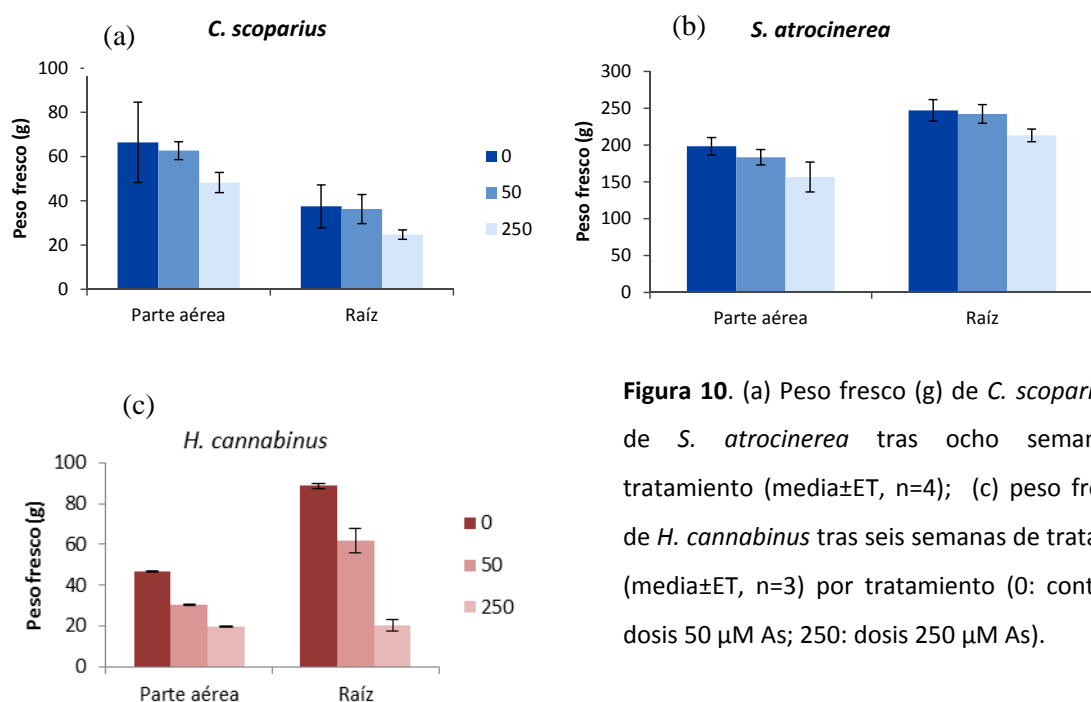 (a)
C. scoparius
Peso fresco (g)
100
80
60
40
20
0
Parte aérea
Raíz
0
50
250
(b)
S. atrocinerea
Peso fresco (g)
300
250
200
150
100
50
0
Parte aérea
Raíz
(c)
H. cannabinus
Peso fresco (g)
100
80
60
40
20
0
Parte aérea
Raíz
0
50
250
Figura 10. (a) Peso fresco (g) de C. scopari
de S. atrocinerea tras ocho seman
tratamiento (media±ET, n=4); (c) peso fre
de H. cannabinus tras seis semanas de trata
(media±ET, n=3) por tratamiento (0: cont
dosis 50 µM As; 250: dosis 250 µM As).